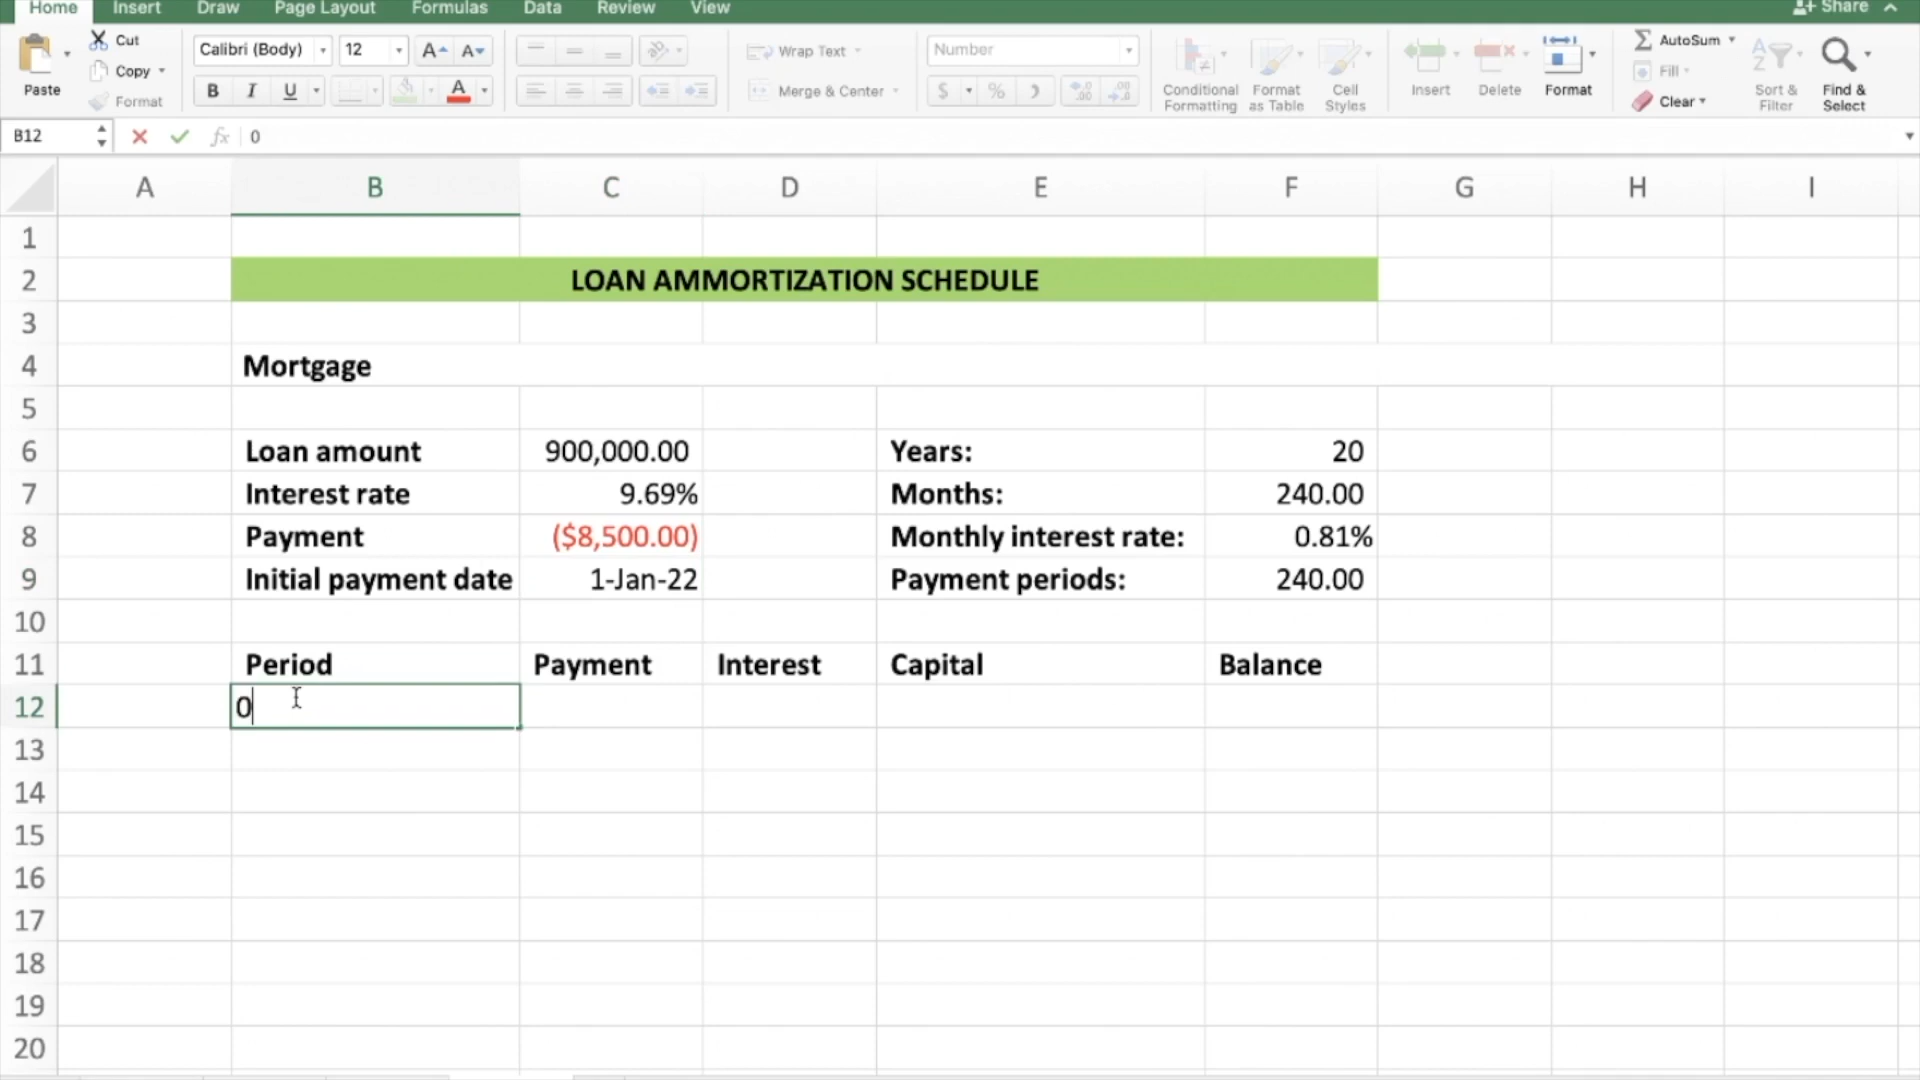 Home Insert Draw Page Layout Formulas Data Review View Share
Cut
Calibri (Body) 12 A A Wrap Text Number AutoSum
Copy Fill
Paste B I U A Merge & Center $ % Conditional Formatting Format as Table Cell Styles Insert Delete Format Sort & Filter Find & Select
Format Clear
B12 fx 0
A B C D E F G H I
1
2 LOAN AMMORTIZATION SCHEDULE
3
4 Mortgage
5
6 Loan amount 900,000.00 Years: 20
7 Interest rate 9.69% Months: 240.00
8 Payment ($8,500.00) Monthly interest rate: 0.81%
9 Initial payment date 1-Jan-22 Payment periods: 240.00
10
11 Period Payment Interest Capital Balance
12 0
13
14
15
16
17
18
19
20